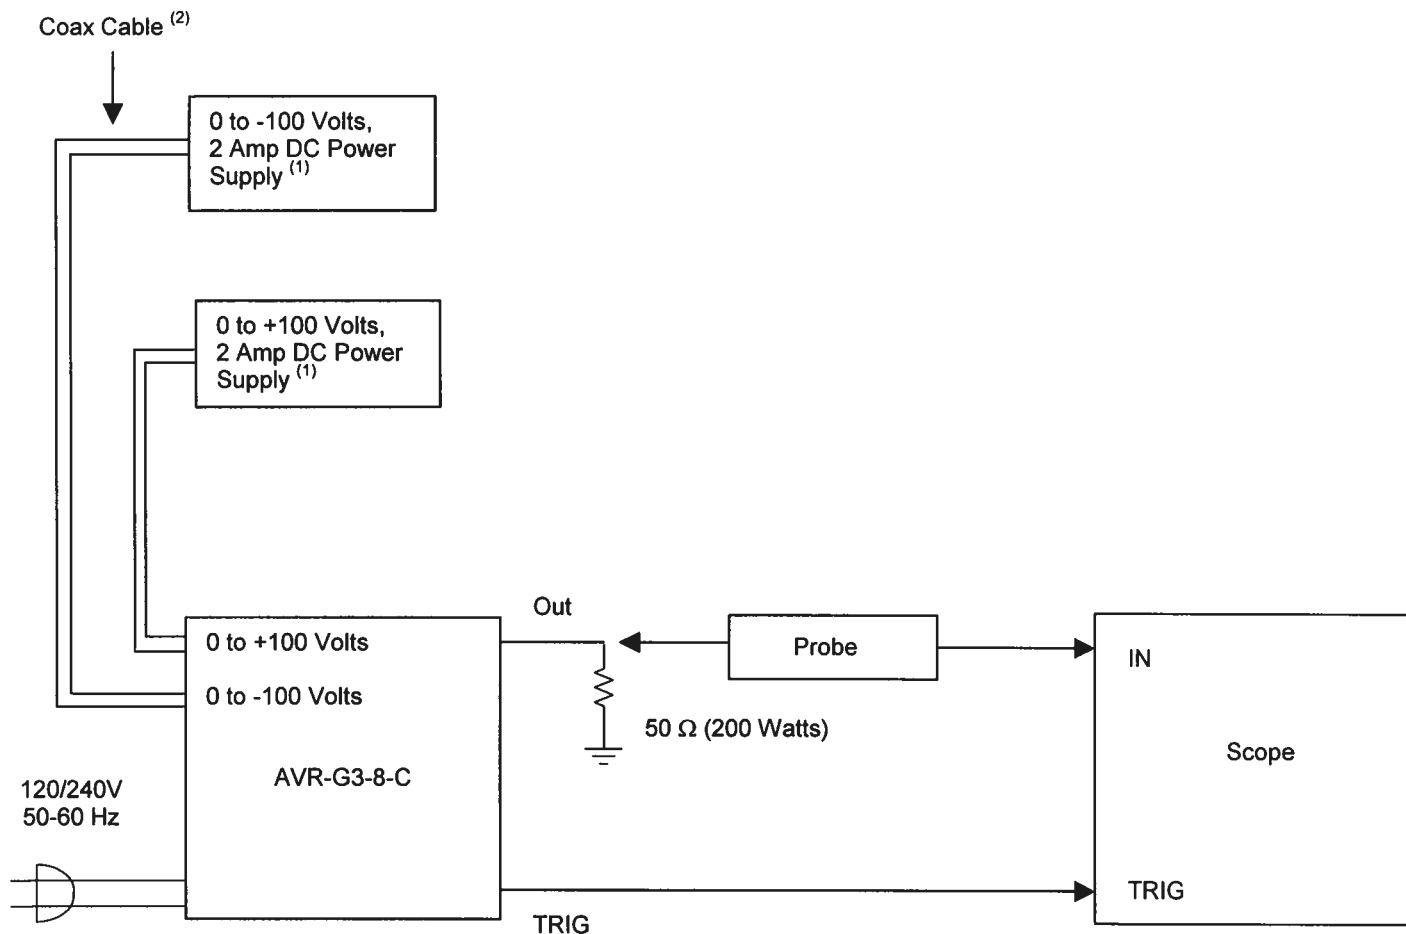 Coax Cable (2)
0 to -100 Volts,
2 Amp DC Power
Supply (1)
0 to +100 Volts,
2 Amp DC Power
Supply (1)
Out
0 to +100 Volts
0 to -100 Volts
AVR-G3-8-C
Probe
IN
50 Ω (200 Watts)
Scope
120/240V
50-60 Hz
TRIG
TRIG